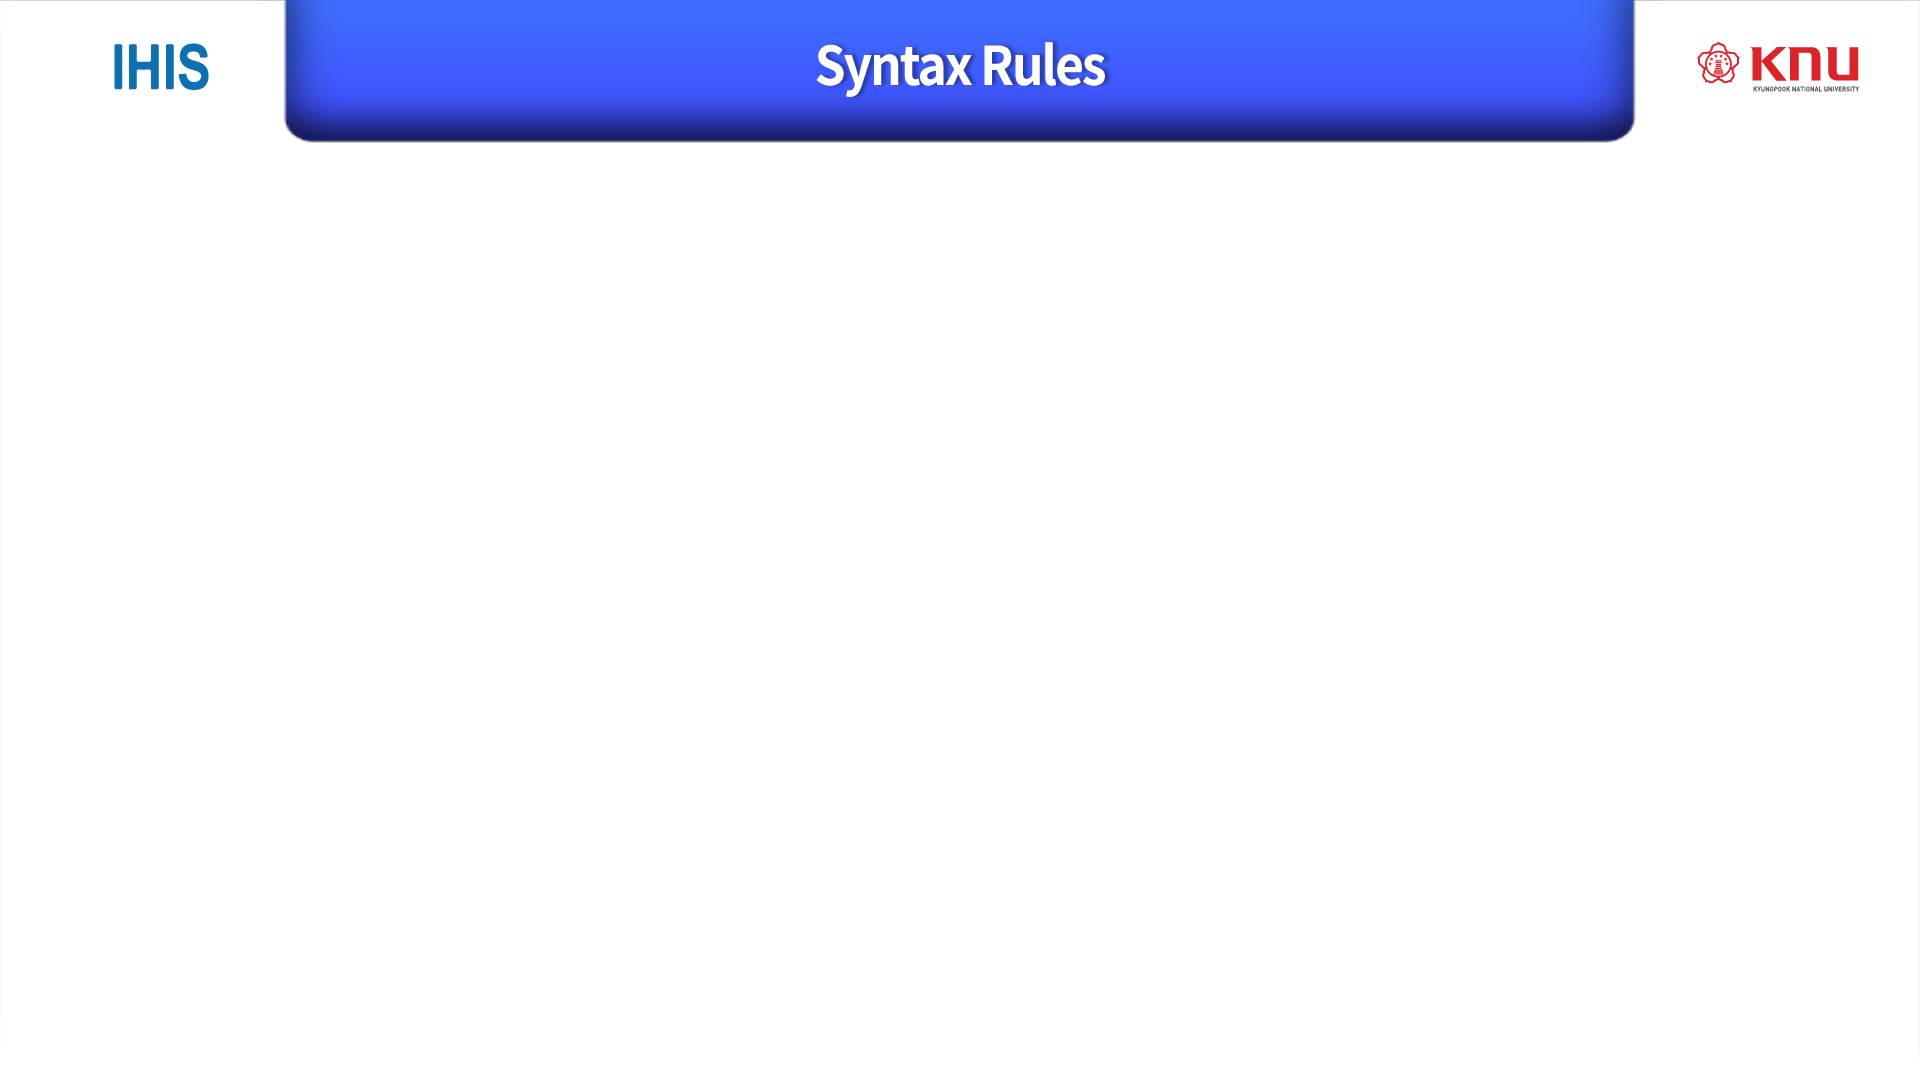 IHIS
Syntax Rules
KNU
KYUNGPOOK NATIONAL UNIVERSITY